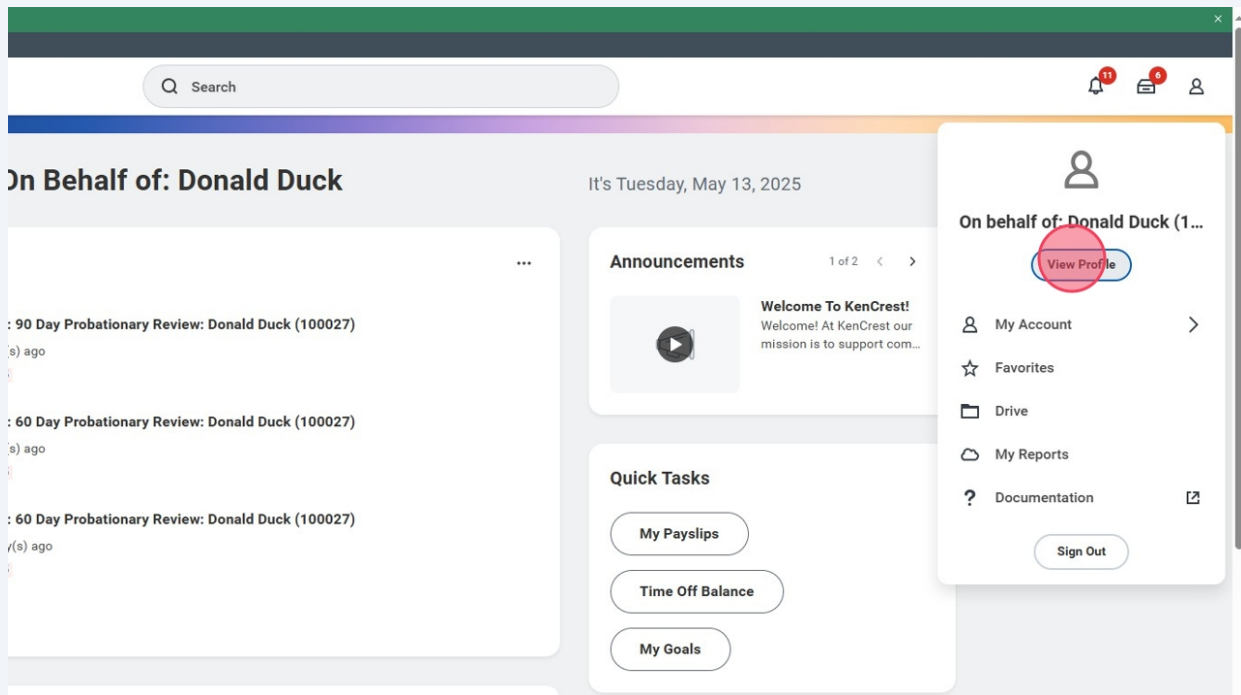 Search
11
6
On Behalf of: Donald Duck
It's Tuesday, May 13, 2025
: 90 Day Probationary Review: Donald Duck (100027)
(s) ago
: 60 Day Probationary Review: Donald Duck (100027)
(s) ago
: 60 Day Probationary Review: Donald Duck (100027)
(s) ago
Announcements
1 of 2
Welcome To KenCrest!
Welcome! At KenCrest our
mission is to support com...
Quick Tasks
My Payslips
Time Off Balance
My Goals
On behalf of: Donald Duck (1...
View Profile
My Account
Favorites
Drive
My Reports
Documentation
Sign Out